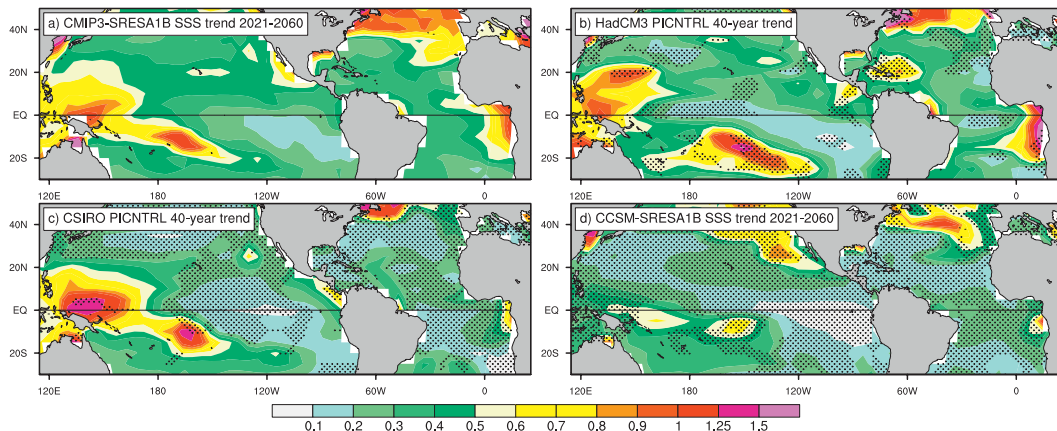 a) CMIP3-SRESA1B SSS trend 2021-2060
b) HadCM3 PICNTRL 40-year trend
40N
20N
EQ
20S
40N
20N
EQ
20S
120E 180 120W 60W 0
120E 180 120W 60W 0
c) CSIRO PICNTRL 40-year trend
d) CCSM-SRESA1B SSS trend 2021-2060
40N
20N
EQ
20S
40N
20N
EQ
20S
120E 180 120W 60W 0
120E 180 120W 60W 0
0.1 0.2 0.3 0.4 0.5 0.6 0.7 0.8 0.9 1 1.25 1.5